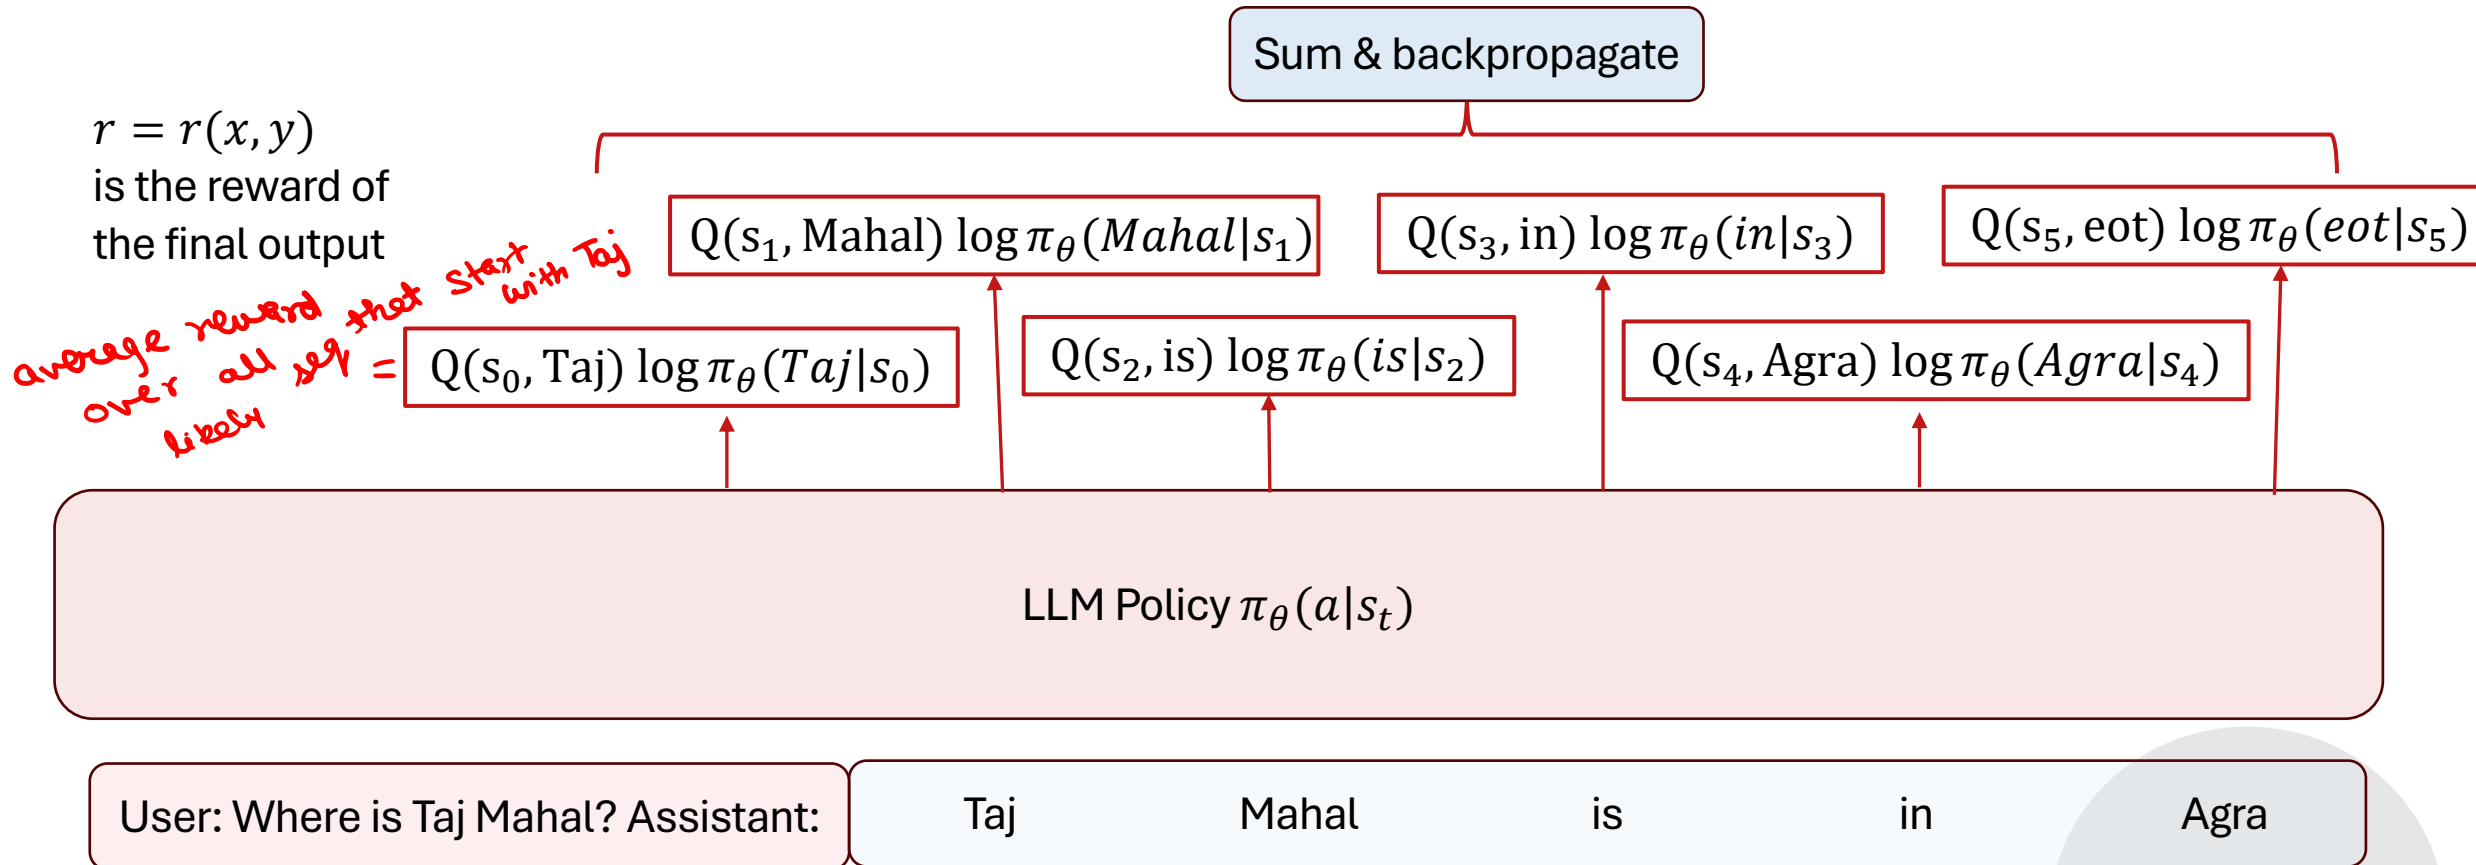 Sum & backpropagate
r = r(x, y)
is the reward of
the final output
Q(s₁, Mahal) log π_θ(Mahal|s₁)
Q(s₃, in) log π_θ(in|s₃)
Q(s₅, eot) log π_θ(eot|s₅)
average reward
over all seq that start
likely with Taj
=
Q(s₀, Taj) log π_θ(Taj|s₀)
Q(s₂, is) log π_θ(is|s₂)
Q(s₄, Agra) log π_θ(Agra|s₄)
LLM Policy π_θ(a|s_t)
User: Where is Taj Mahal? Assistant:
Taj Mahal is in Agra